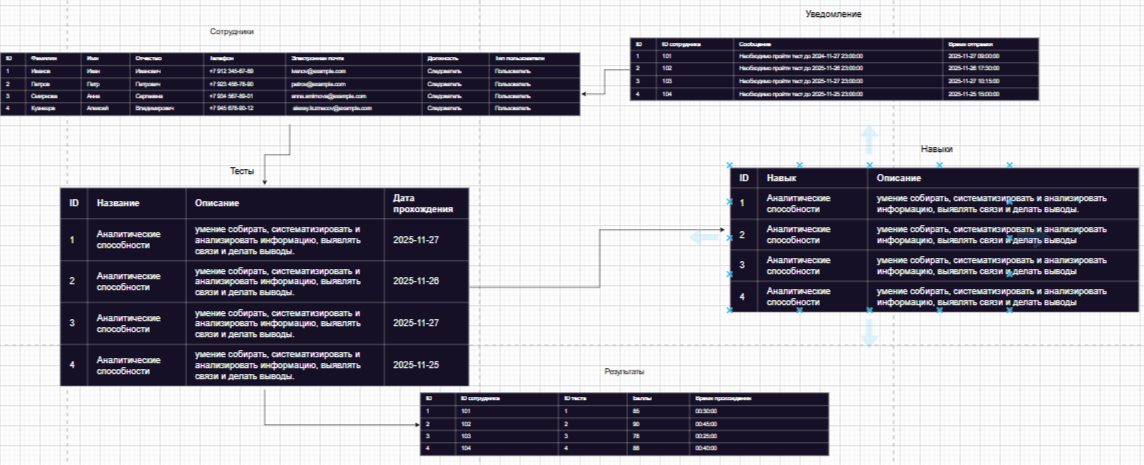 Уведомление
Сотрудники
ID Фамилия Имя Отчество телефон Электронная почта Должность тип пользователя
1 Иванов Иван Иванович +7 912 345-67-89 ivanov@example.com Следователь Пользователь
2 Петров Петр Петрович +7 923 456-78-90 petrov@example.com Следователь Пользователь
3 Смирнова Анна Сергеевна +7 934 567-89-01 anna.smirnova@example.com Следователь Пользователь
4 Кузнецов Алексей Владимирович +7 945 678-90-12 alexey.kuznecov@example.com Следователь Пользователь
ID ID сотрудника Сообщение Время отправки
1 101 Необходимо пройти тест до 2024-11-27 23:00:00 2025-11-27 09:00:00
2 102 Необходимо пройти тест до 2025-11-26 23:00:00 2025-11-26 17:30:00
3 103 Необходимо пройти тест до 2025-11-27 23:00:00 2025-11-27 10:15:00
4 104 Необходимо пройти тест до 2025-11-25 23:00:00 2025-11-25 15:00:00
Тесты
ID Название Описание Дата
прохождения
1 Аналитические
способности
умение собирать, систематизировать и
анализировать информацию, выявлять
связи и делать выводы.
2025-11-27
2 Аналитические
способности
умение собирать, систематизировать и
анализировать информацию, выявлять
связи и делать выводы.
2025-11-26
3 Аналитические
способности
умение собирать, систематизировать и
анализировать информацию, выявлять
связи и делать выводы.
2025-11-27
4 Аналитические
способности
умение собирать, систематизировать и
анализировать информацию, выявлять
связи и делать выводы.
2025-11-25
Навыки
ID Навык Описание
1 Аналитические
способности
умение собирать, систематизировать и анализировать
информацию, выявлять связи и делать выводы.
2 Аналитические
способности
умение собирать, систематизировать и анализировать
информацию, выявлять связи и делать выводы
3 Аналитические
способности
умение собирать, систематизировать и анализировать
информацию, выявлять связи и делать выводы
4 Аналитические
способности
умение собирать, систематизировать и анализировать
информацию, выявлять связи и делать выводы
Результаты
ID ID сотрудника ID теста Баллы Время прохождения
1 101 1 85 00:30:00
2 102 2 90 00:45:00
3 103 3 78 00:25:00
4 104 4 88 00:40:00